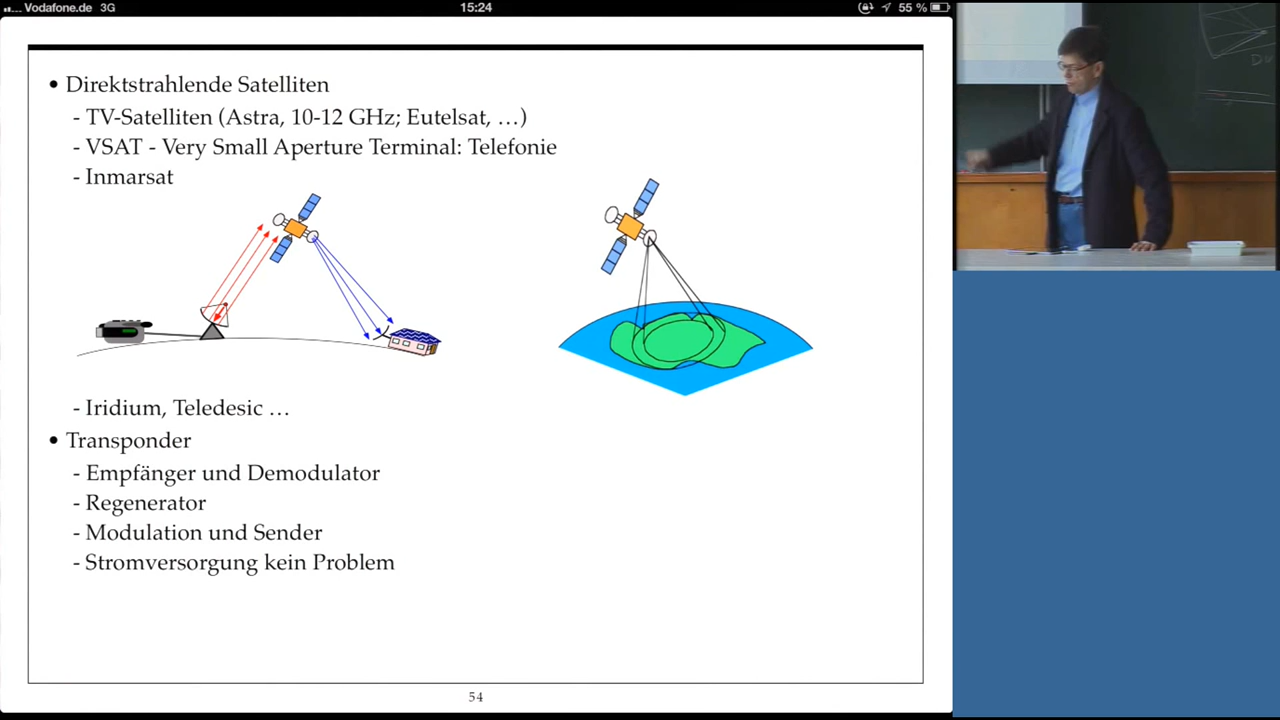 Vodafone.de 3G 15:24 55 %
• Direktstrahlende Satelliten
- TV-Satelliten (Astra, 10-12 GHz; Eutelsat, …)
- VSAT - Very Small Aperture Terminal: Telefonie
- Inmarsat
- Iridium, Teledesic …
• Transponder
- Empfänger und Demodulator
- Regenerator
- Modulation und Sender
- Stromversorgung kein Problem
54